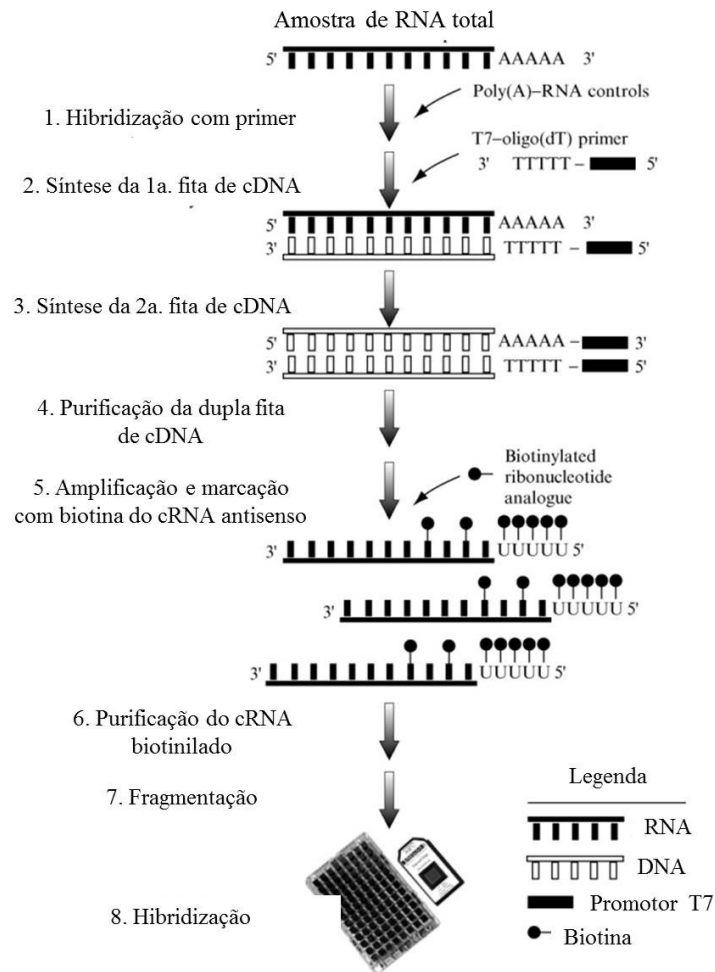 Amostra de RNA total
5' AAAAA 3'
Poly(A)–RNA controls
1. Hibridização com primer
T7–oligo(dT) primer
3' TTTTT – 5'
2. Síntese da 1a. fita de cDNA
5' AAAAA 3'
3' TTTTT – 5'
3. Síntese da 2a. fita de cDNA
5' AAAAA – 3'
3' TTTTT – 5'
4. Purificação da dupla fita
de cDNA
Biotinylated
ribonucleotide
analogue
5. Amplificação e marcação
com biotina do cRNA antisenso
3' UUUUU 5'
3' UUUUU 5'
3' UUUUU 5'
6. Purificação do cRNA
biotinilado
7. Fragmentação
8. Hibridização
Legenda
RNA
DNA
Promotor T7
Biotina